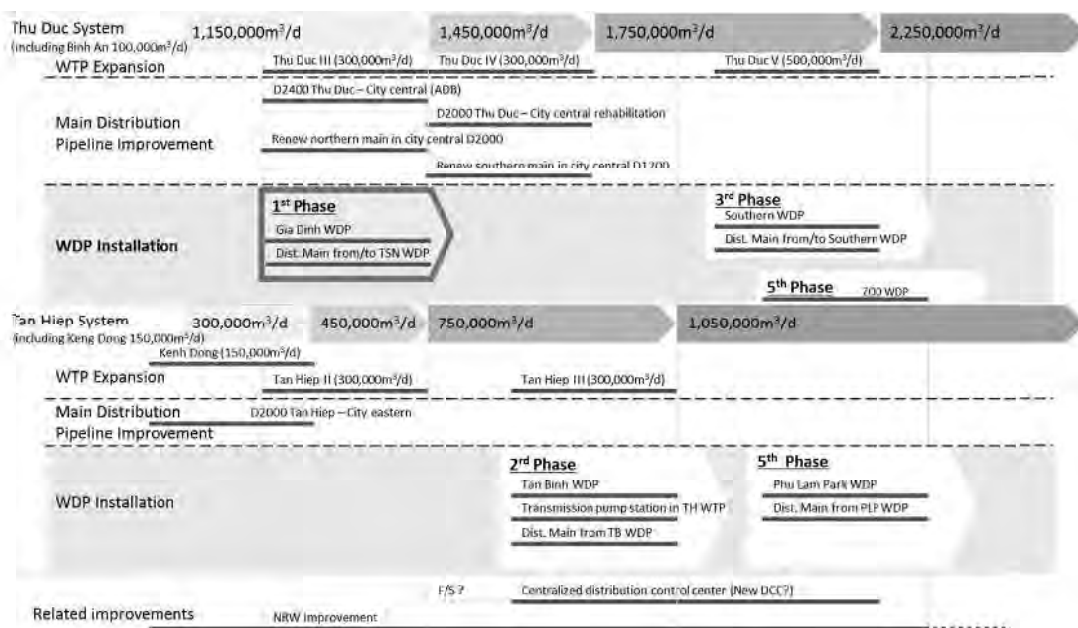 Thu Duc System 1,150,000m³/d 1,450,000m³/d 1,750,000m³/d 2,250,000m³/d
(including Binh An 100,000m³/d)
WTP Expansion Thu Duc III (300,000m³/d) Thu Duc IV (300,000m³/d) Thu Duc V (500,000m³/d)
D2400 Thu Duc – City central (ADB)
D2000 Thu Duc – City central rehabilitation
Main Distribution
Pipeline Improvement Renew northern main in city central D2000
Renew southern main in city central D1200
1st Phase 3rd Phase
Gia Dinh WDP Southern WDP
WDP Installation Dist. Main from/to TSN WDP Dist. Main from/to Southern WDP
5th Phase ZOO WDP
Tan Hiep System 300,000m³/d 450,000m³/d 750,000m³/d 1,050,000m³/d
(including Keng Dong 150,000m³/d)
Kenh Dong (150,000m³/d)
WTP Expansion Tan Hiep II (300,000m³/d) Tan Hiep III (300,000m³/d)
Main Distribution D2000 Tan Hiep – City eastern
Pipeline Improvement
2nd Phase 5th Phase
Tan Binh WDP Phu Lam Park WDP
WDP Installation Transmission pump station in TH WTP Dist. Main from PLP WDP
Dist. Main from TB WDP
F/S ? Centralized distribution control center (New DCC?)
Related improvements NRW Improvement